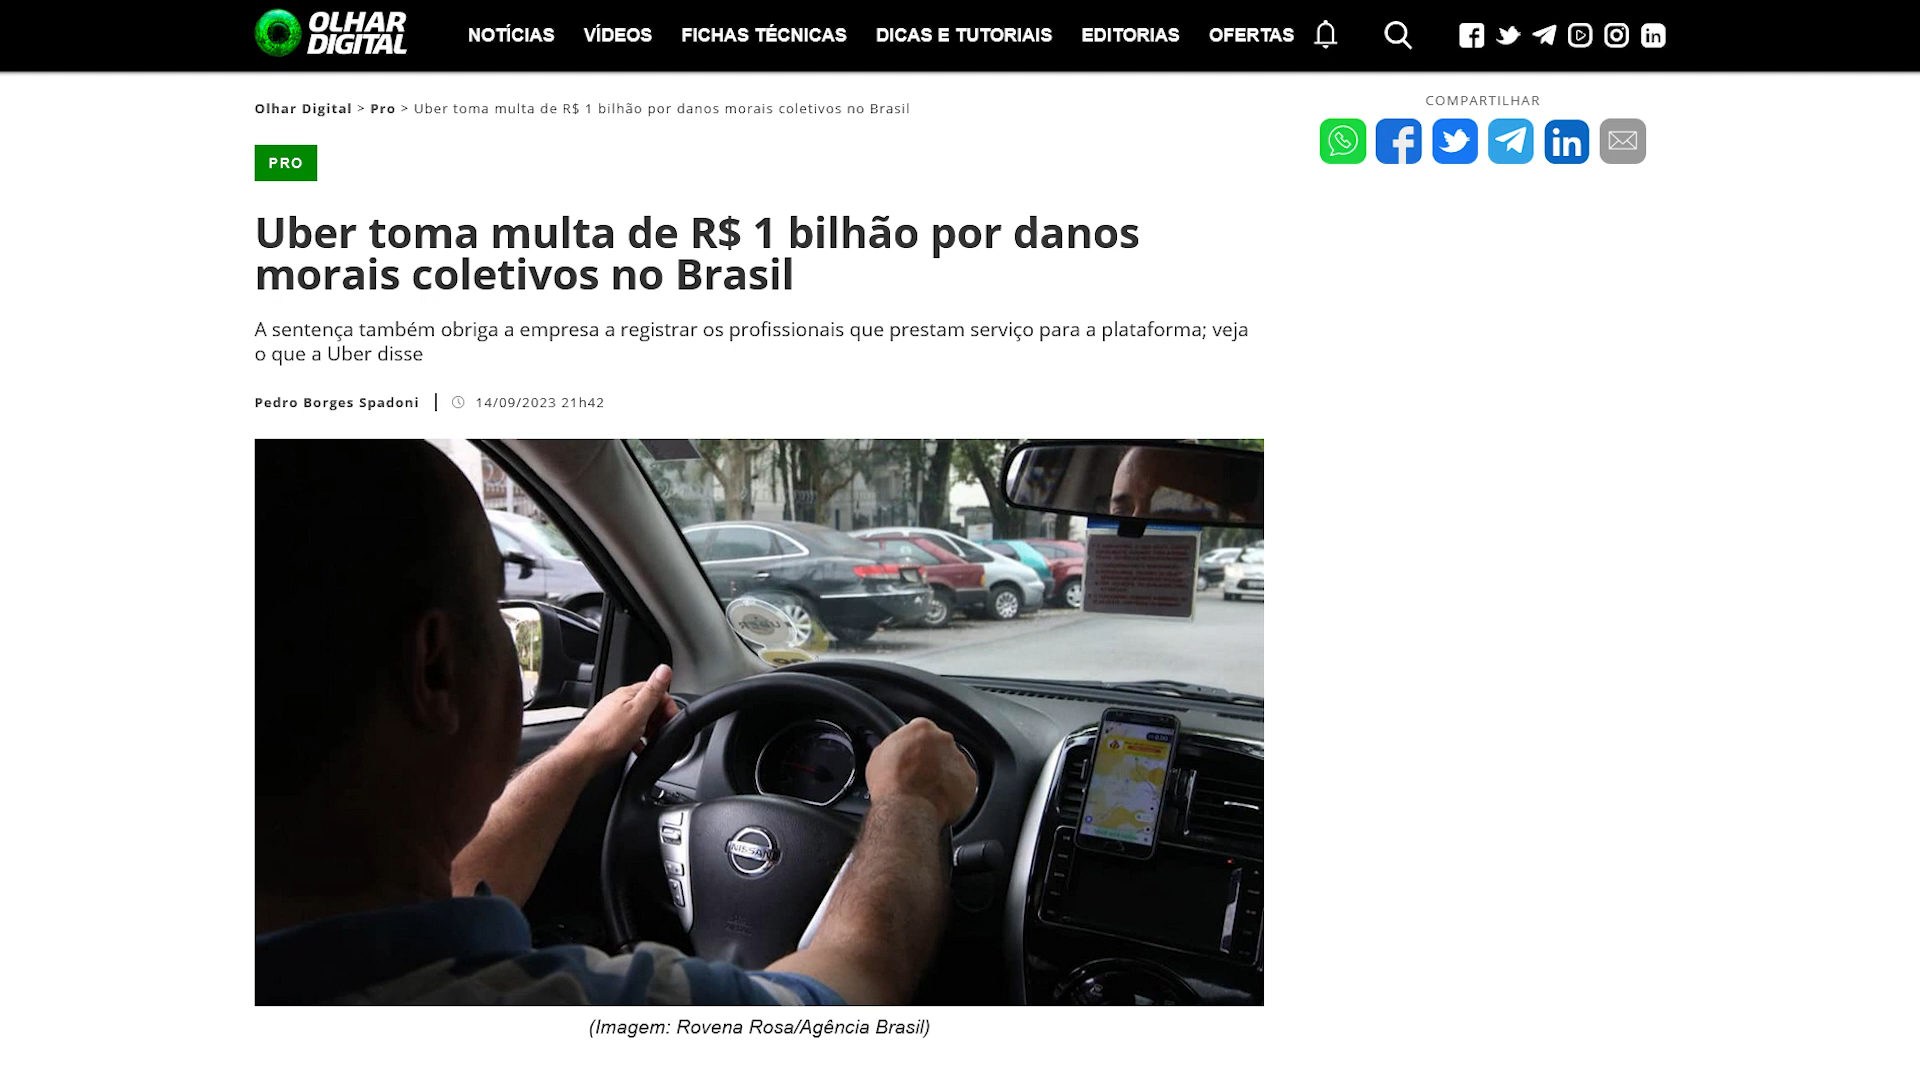 OLHAR
DIGITAL
NOTÍCIAS VÍDEOS FICHAS TÉCNICAS DICAS E TUTORIAIS EDITORIAS OFERTAS
Olhar Digital > Pro > Uber toma multa de R$ 1 bilhão por danos morais coletivos no Brasil
COMPARTILHAR
PRO
Uber toma multa de R$ 1 bilhão por danos
morais coletivos no Brasil
A sentença também obriga a empresa a registrar os profissionais que prestam serviço para a plataforma; veja
o que a Uber disse
Pedro Borges Spadoni | 14/09/2023 21h42
UBER
NISSAN
(Imagem: Rovena Rosa/Agência Brasil)